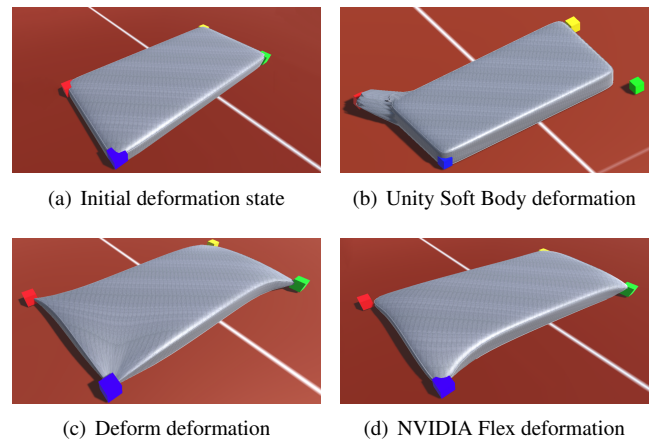 (a) Initial deformation state
(b) Unity Soft Body deformation
(c) Deform deformation
(d) NVIDIA Flex deformation